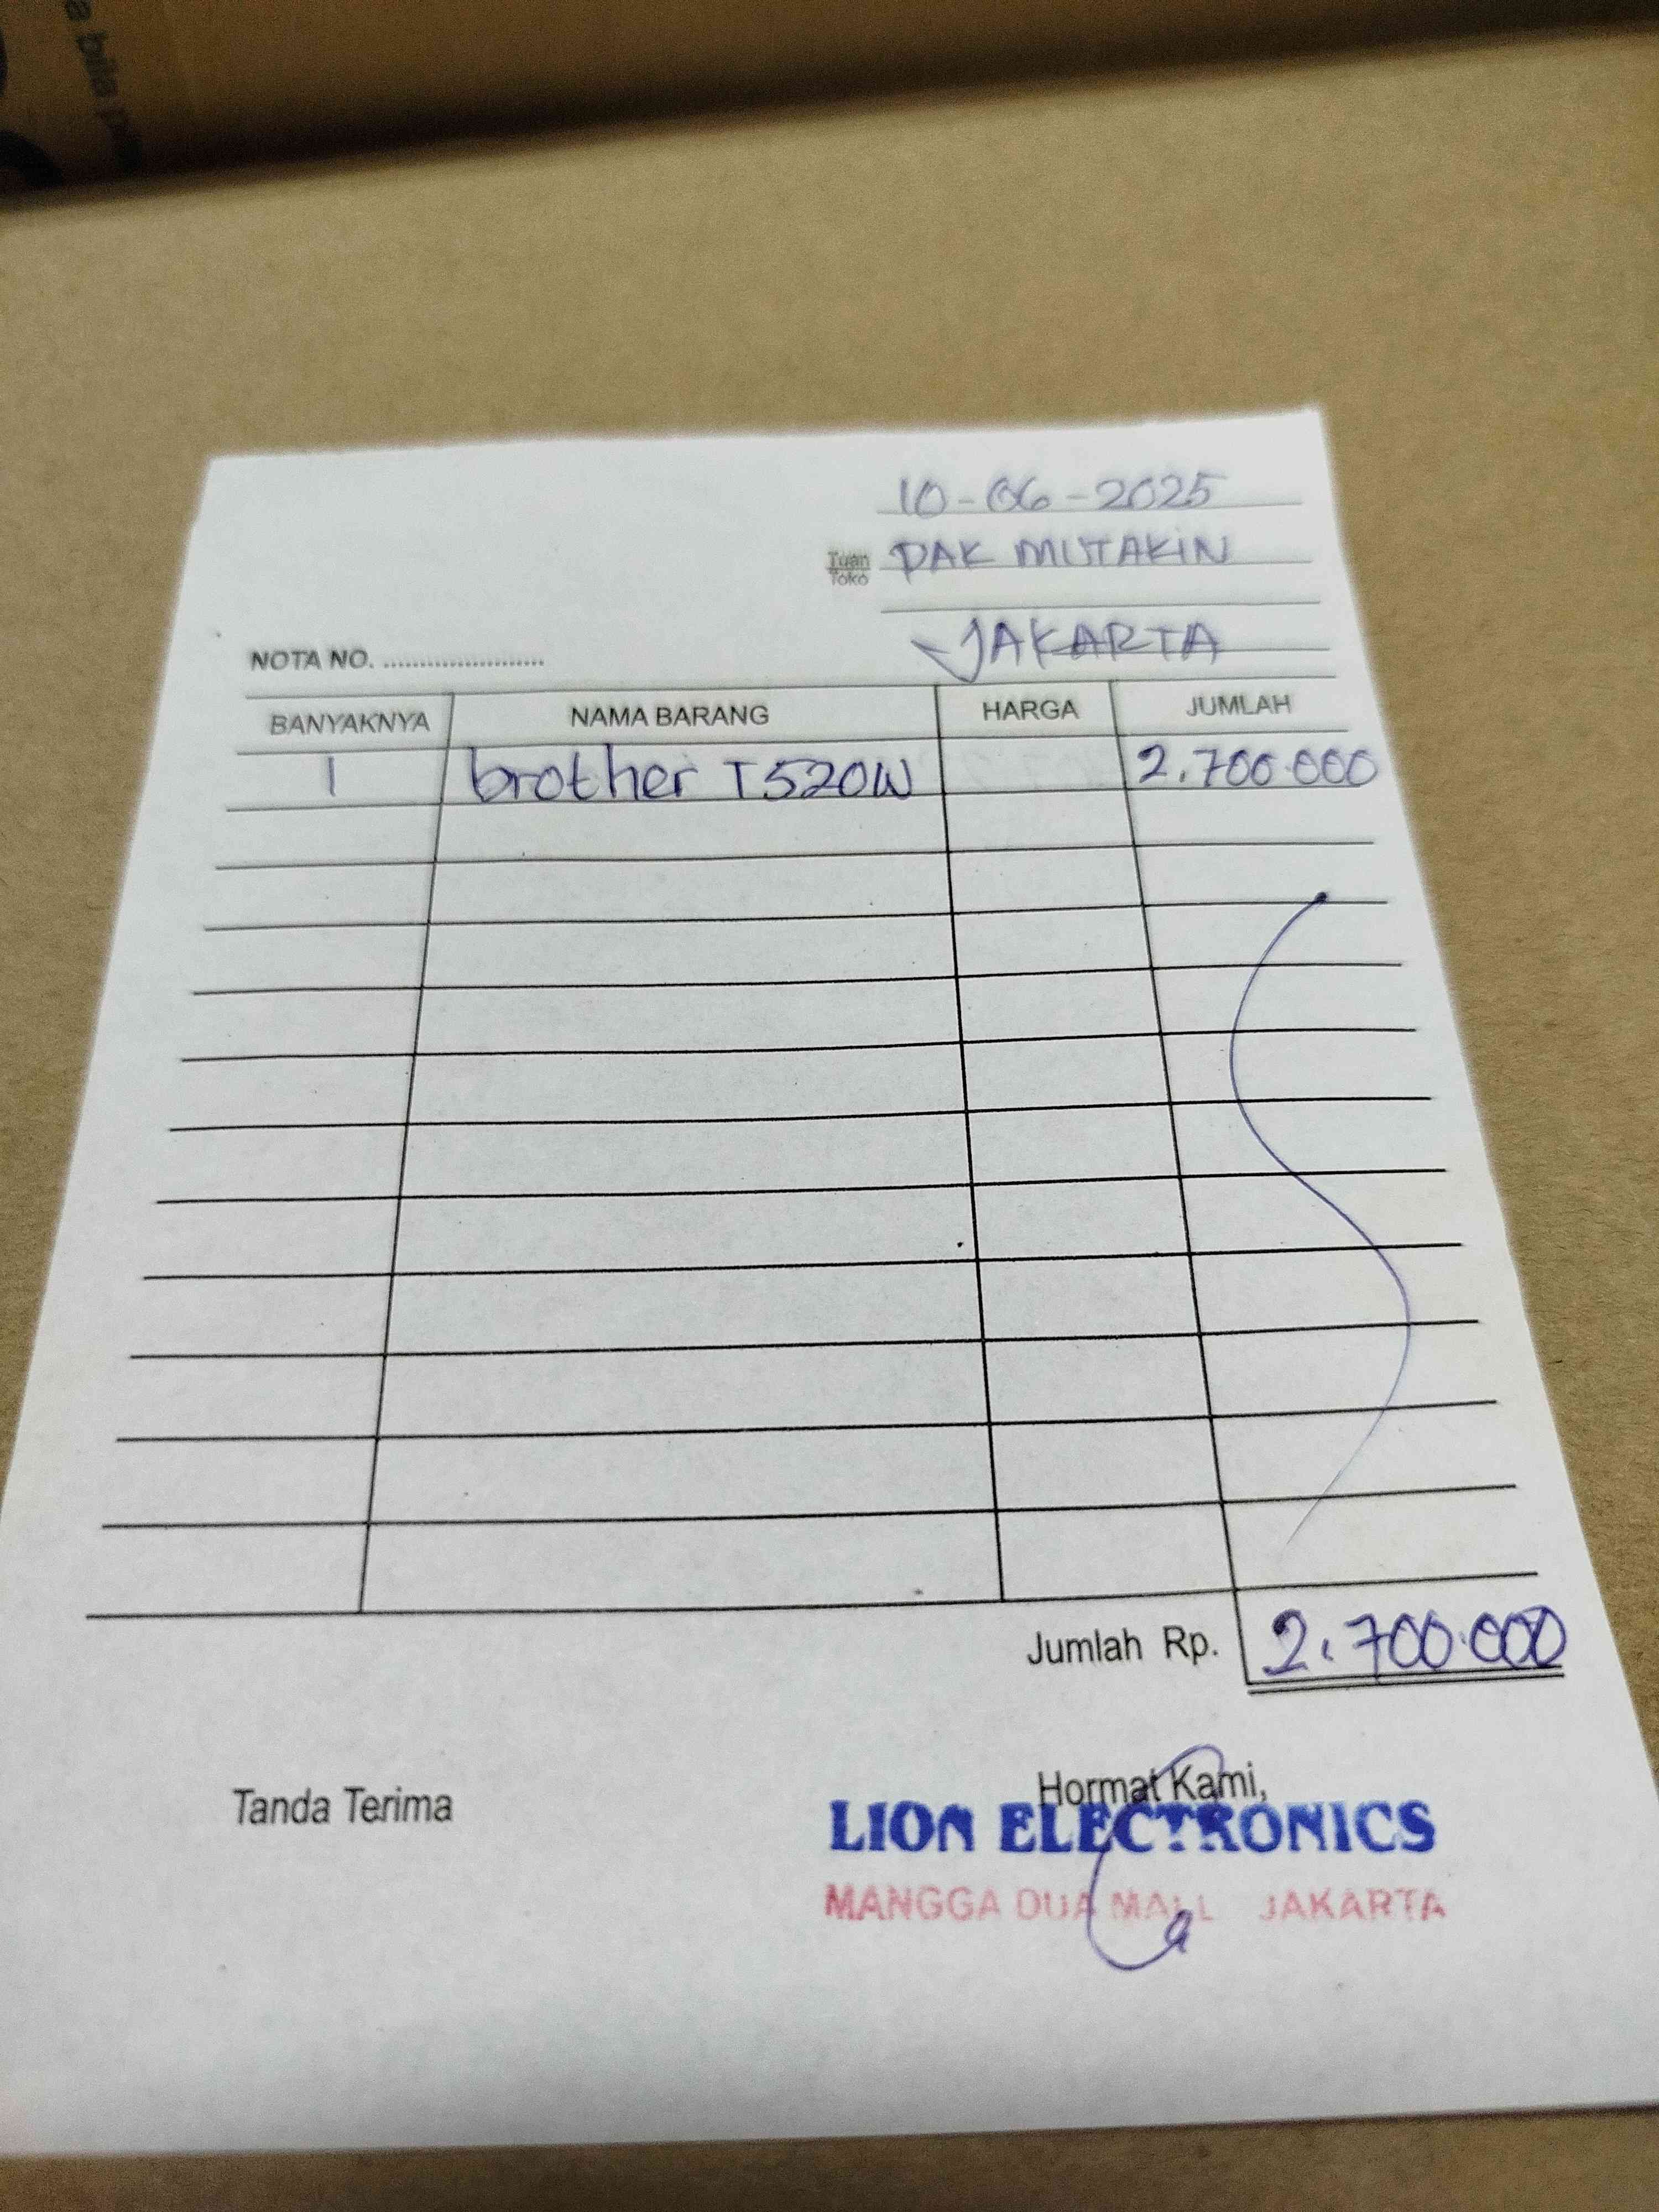 10-06-2025
Tuan
Toko
PAK MUTAKIN
JAKARTA
NOTA NO. ......................
BANYAKNYA NAMA BARANG HARGA JUMLAH
1 brother T520W 2.700.000
Jumlah Rp. 2.700.000
Tanda Terima
Hormat Kami,
LION ELECTRONICS
MANGGA DUA MALL JAKARTA